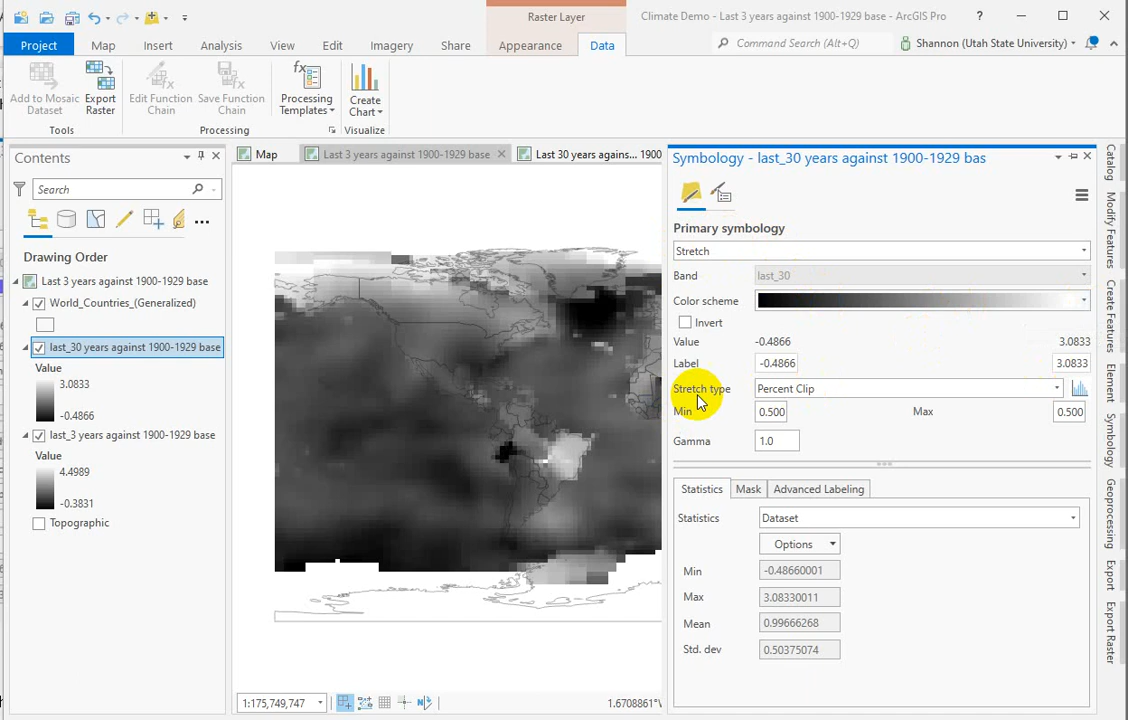 Raster Layer
Climate Demo - Last 3 years against 1900-1929 base - ArcGIS Pro
?
Project
Map
Insert
Analysis
View
Edit
Imagery
Share
Appearance
Data
Command Search (Alt+Q)
Shannon (Utah State University)
Add to Mosaic
Dataset
Export
Raster
Edit Function
Chain
Save Function
Chain
Processing
Templates
Create
Chart
Tools
Processing
Visualize
Contents
Search
Drawing Order
Last 3 years against 1900-1929 base
World_Countries_(Generalized)
last_30 years against 1900-1929 base
Value
3.0833
-0.4866
last_3 years against 1900-1929 base
Value
4.4989
-0.3831
Topographic
Map
Last 3 years against 1900-1929 base
Last 30 years agains... 1900
1:175,749,747
1.6708861°
Symbology - last_30 years against 1900-1929 bas
Primary symbology
Stretch
Band
last_30
Color scheme
Invert
Value
-0.4866
3.0833
Label
-0.4866
3.0833
Stretch type
Percent Clip
Min
0.500
Max
0.500
Gamma
1.0
Statistics
Mask
Advanced Labeling
Statistics
Dataset
Options
Min
-0.48660001
Max
3.08330011
Mean
0.99666268
Std. dev
0.50375074
Catalog
Modify Features
Create Features
Element
Symbology
Geoprocessing
Export
Export Raster